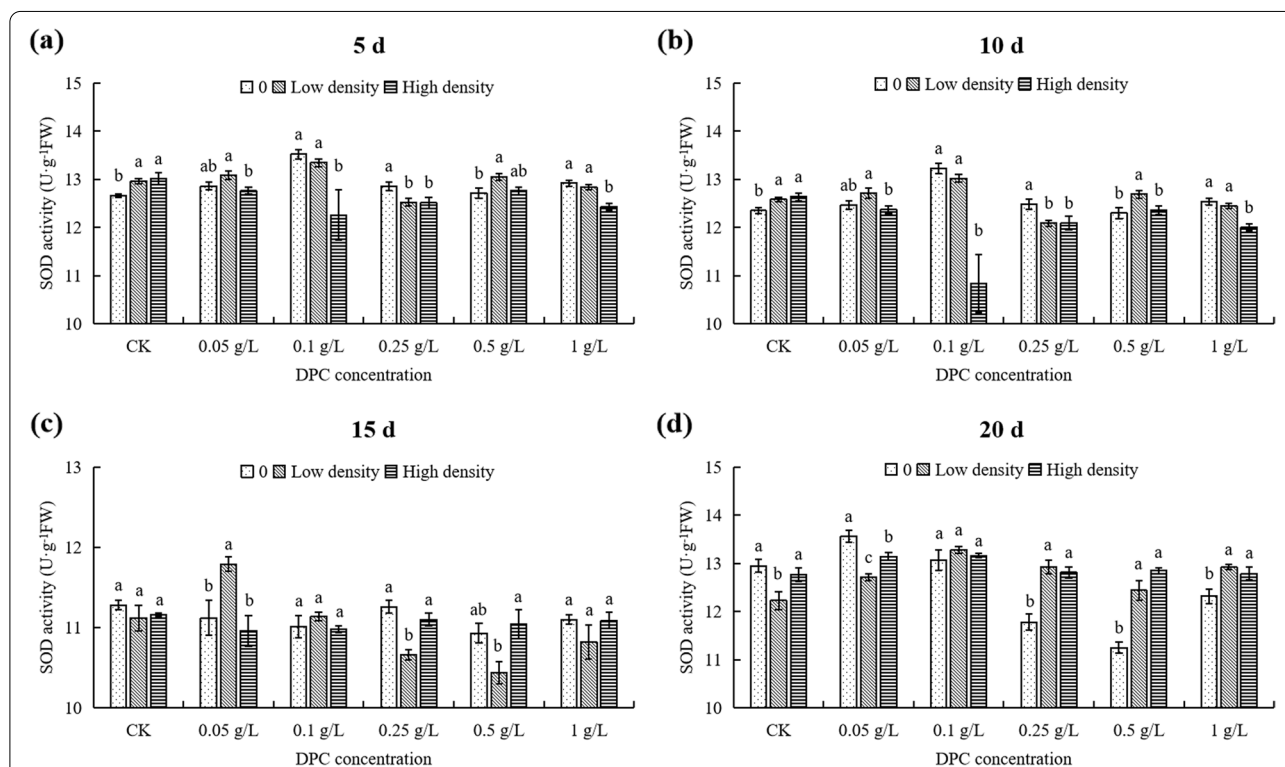 (a)
5 d
0 Low density High density
SOD activity (U·g⁻¹FW)
15
14
13
12
11
10
b a a ab a b a a b a b b b a ab a a b
CK 0.05 g/L 0.1 g/L 0.25 g/L 0.5 g/L 1 g/L
DPC concentration
(b)
10 d
0 Low density High density
SOD activity (U·g⁻¹FW)
15
14
13
12
11
10
b a a ab a b a a b a b b b a b a a b
CK 0.05 g/L 0.1 g/L 0.25 g/L 0.5 g/L 1 g/L
DPC concentration
(c)
15 d
0 Low density High density
SOD activity (U·g⁻¹FW)
13
12
11
10
a a a b a b a a a a b a ab b a a a a
CK 0.05 g/L 0.1 g/L 0.25 g/L 0.5 g/L 1 g/L
DPC concentration
(d)
20 d
0 Low density High density
SOD activity (U·g⁻¹FW)
15
14
13
12
11
10
a b a a c b a a a b a a b a a b a a
CK 0.05 g/L 0.1 g/L 0.25 g/L 0.5 g/L 1 g/L
DPC concentration